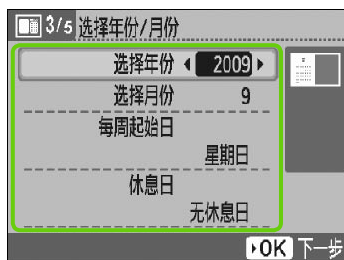 3/5 选择年份/月份
选择年份 2009
选择月份 9
每周起始日
星期日
休息日
无休息日
OK 下一步